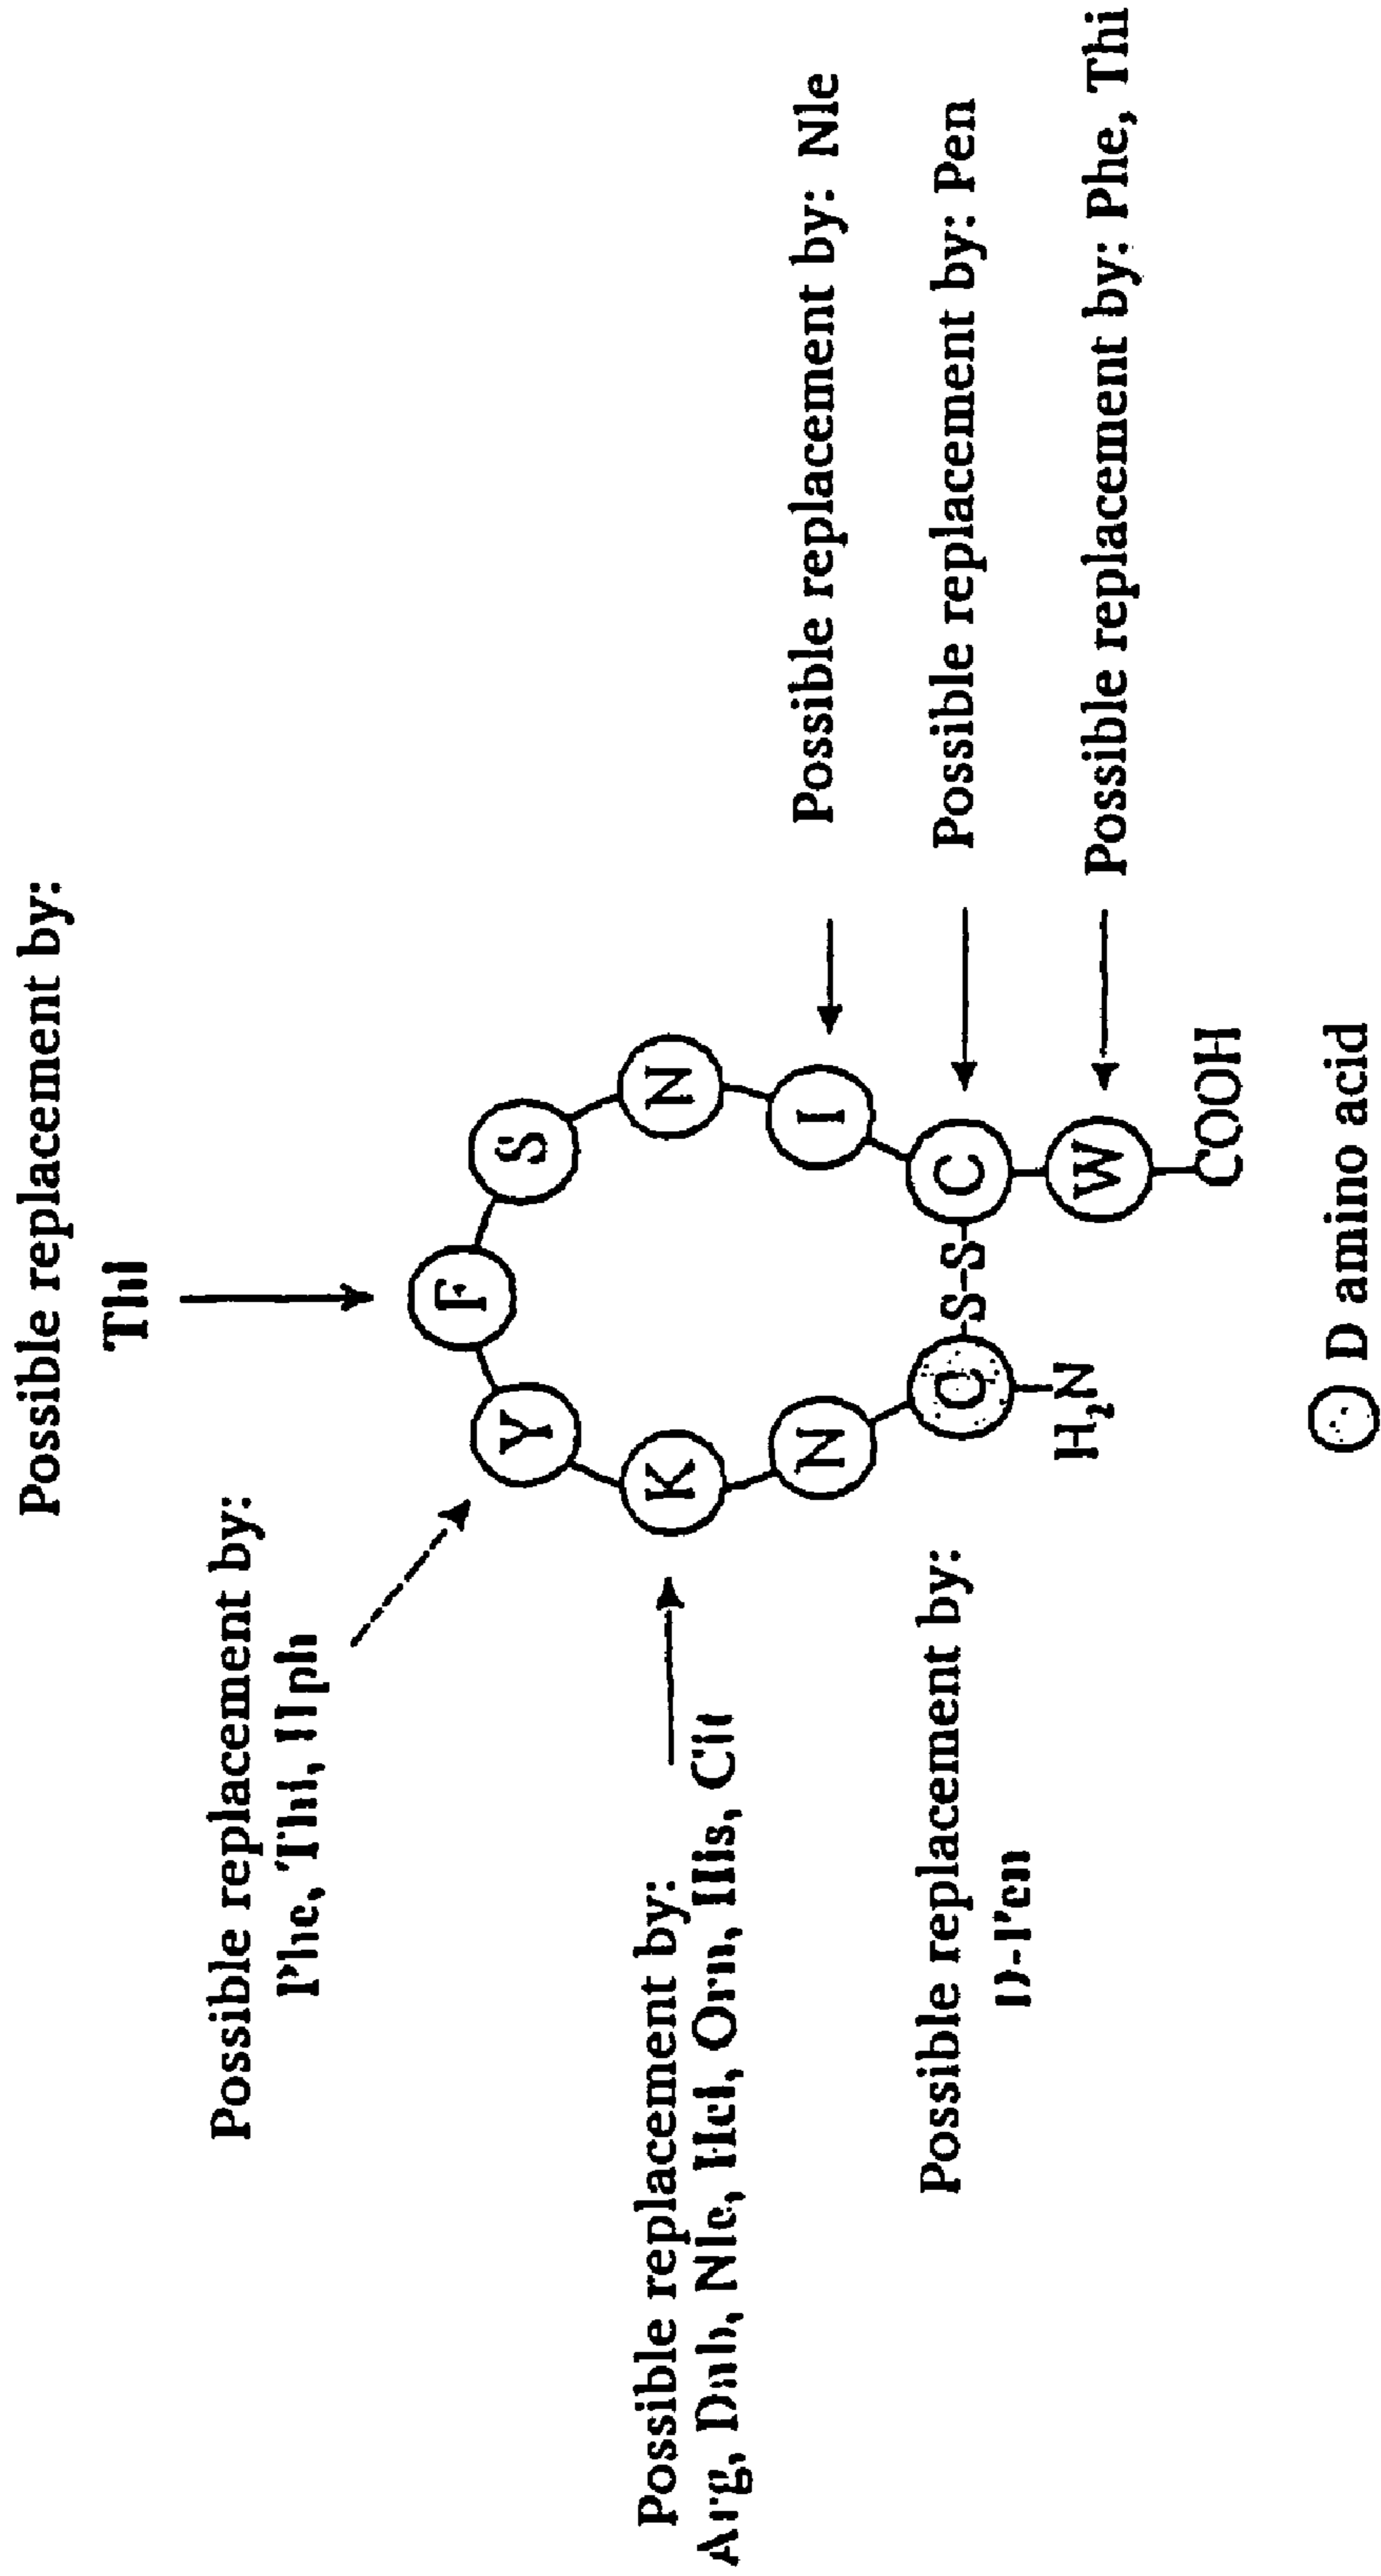 Possible replacement by:
Thi
Possible replacement by:
Phe, Thi, Hph
Possible replacement by:
Arg, Dab, Nle, Hcl, Orn, His, Cit
Possible replacement by:
D-Pen
Y
F
S
K
N
N
I
C
S-S
C
W
H₂N
COOH
Possible replacement by: Nle
Possible replacement by: Pen
Possible replacement by: Phe, Thi
D amino acid